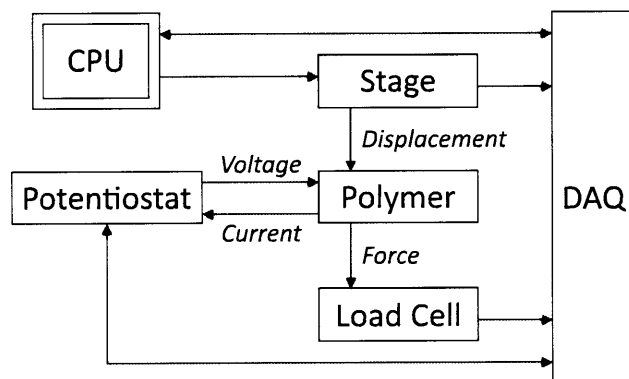 CPU
Stage
Displacement
Voltage
Potentiostat
Polymer
DAQ
Current
Force
Load Cell